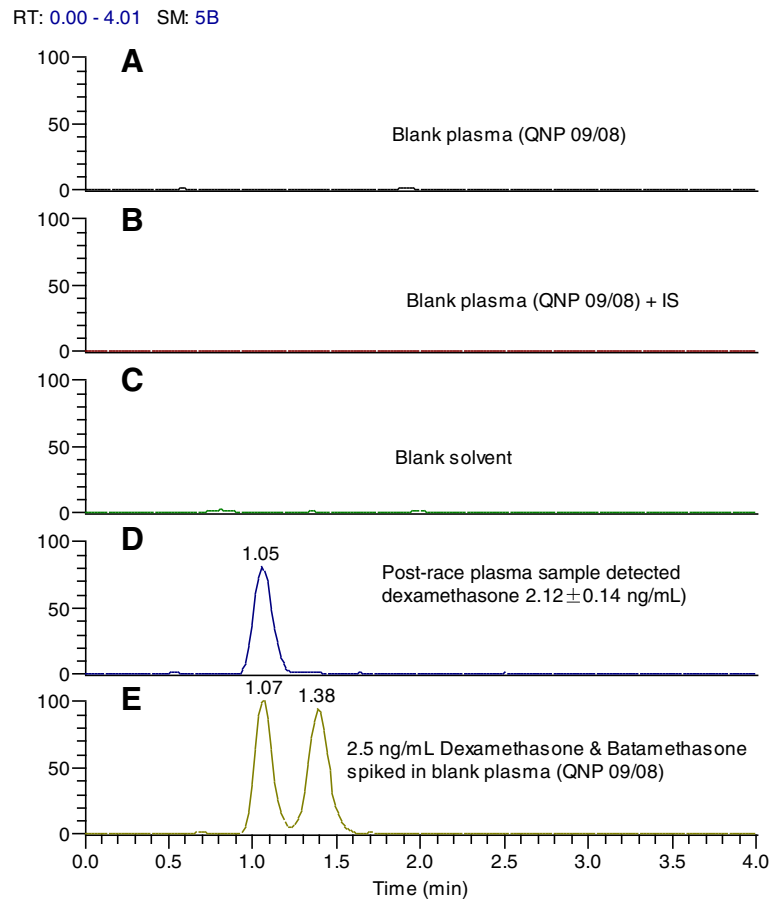 RT: 0.00 - 4.01 SM: 5B
A
100
50
0
Blank plasma (QNP 09/08)
B
100
50
0
Blank plasma (QNP 09/08) + IS
C
100
50
0
Blank solvent
D
100
50
0
1.05
Post-race plasma sample detected
dexamethasone 2.12±0.14 ng/mL)
E
100
50
0
1.07 1.38
2.5 ng/mL Dexamethasone & Batamethasone
spiked in blank plasma (QNP 09/08)
0.0 0.5 1.0 1.5 2.0 2.5 3.0 3.5 4.0
Time (min)